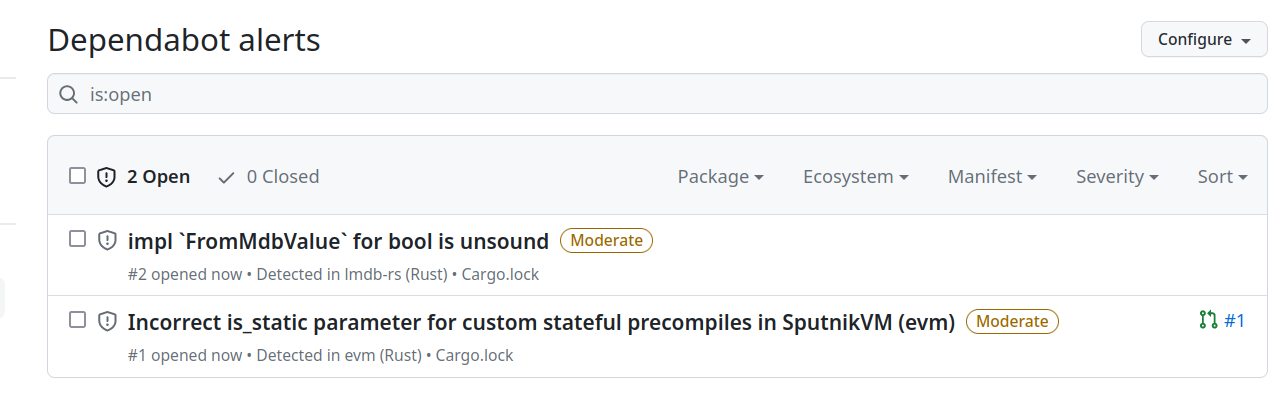 Dependabot alerts
Configure
is:open
2 Open 0 Closed Package Ecosystem Manifest Severity Sort
impl `FromMdbValue` for bool is unsound Moderate
#2 opened now • Detected in lmdb-rs (Rust) • Cargo.lock
Incorrect is_static parameter for custom stateful precompiles in SputnikVM (evm) Moderate #1
#1 opened now • Detected in evm (Rust) • Cargo.lock